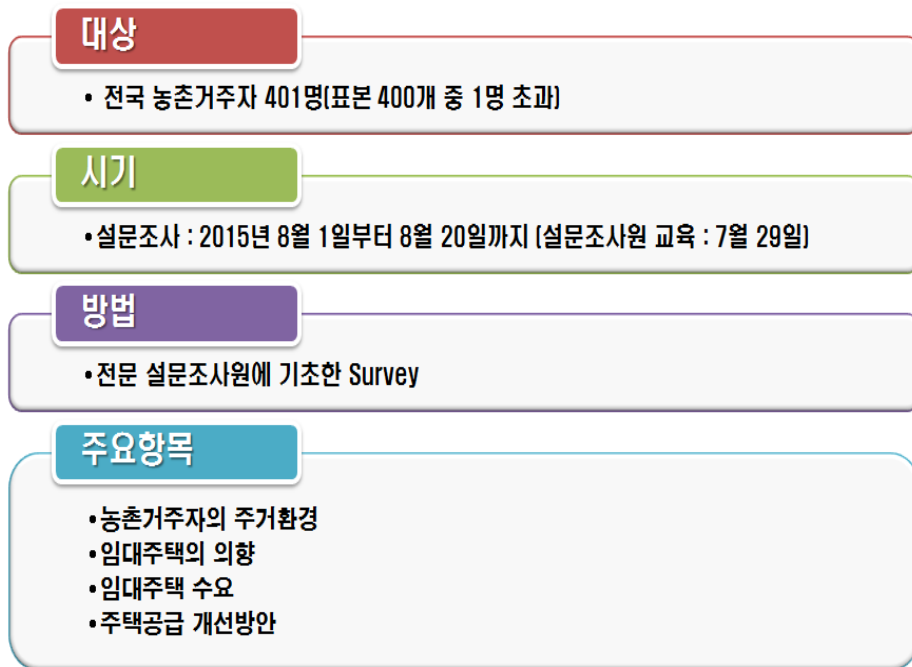 대상
• 전국 농촌거주자 401명(표본 400개 중 1명 초과)
시기
•설문조사 : 2015년 8월 1일부터 8월 20일까지 (설문조사원 교육 : 7월 29일)
방법
•전문 설문조사원에 기초한 Survey
주요항목
•농촌거주자의 주거환경
•임대주택의 의향
•임대주택 수요
•주택공급 개선방안